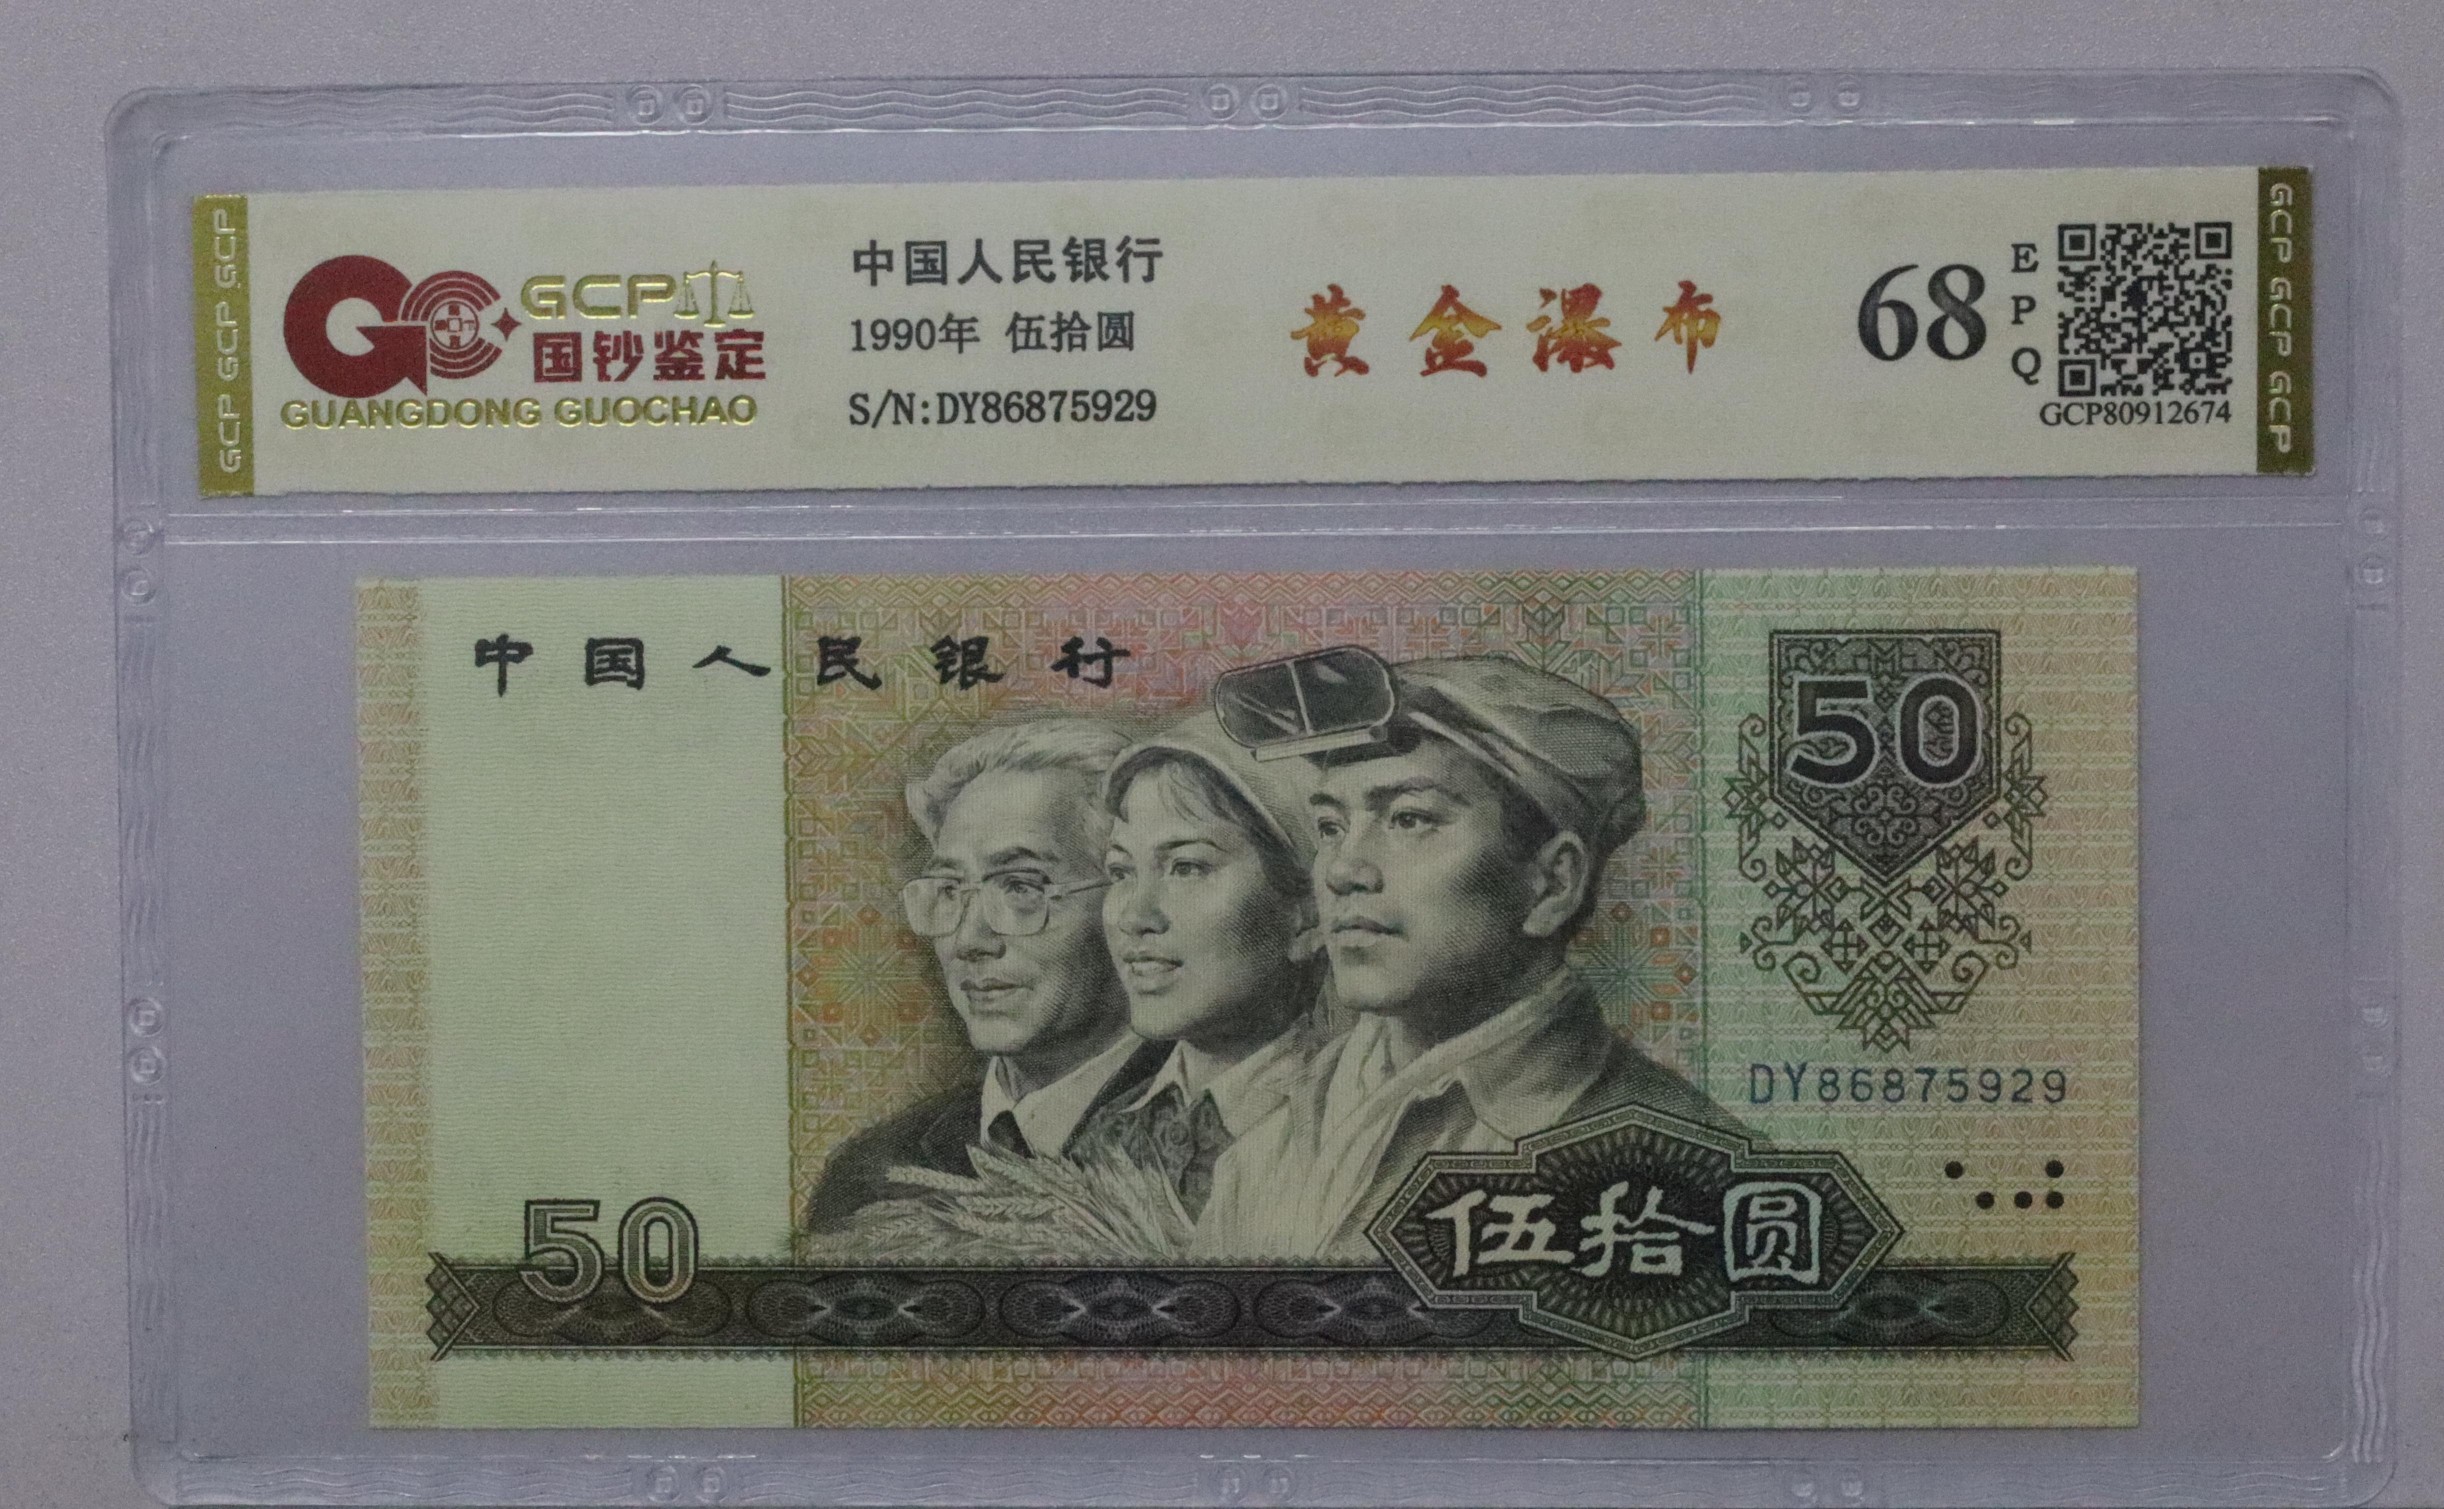 GCP GCP GCP
GCP
国钞鉴定
GUANGDONG GUOCHAO
中国人民银行
1990年 伍拾圆
S/N:DY86875929
黄金瀑布
68
EPQ
GCP80912674
GCP GCP GCP
中国人民银行
50
DY86875929
50
伍拾圆